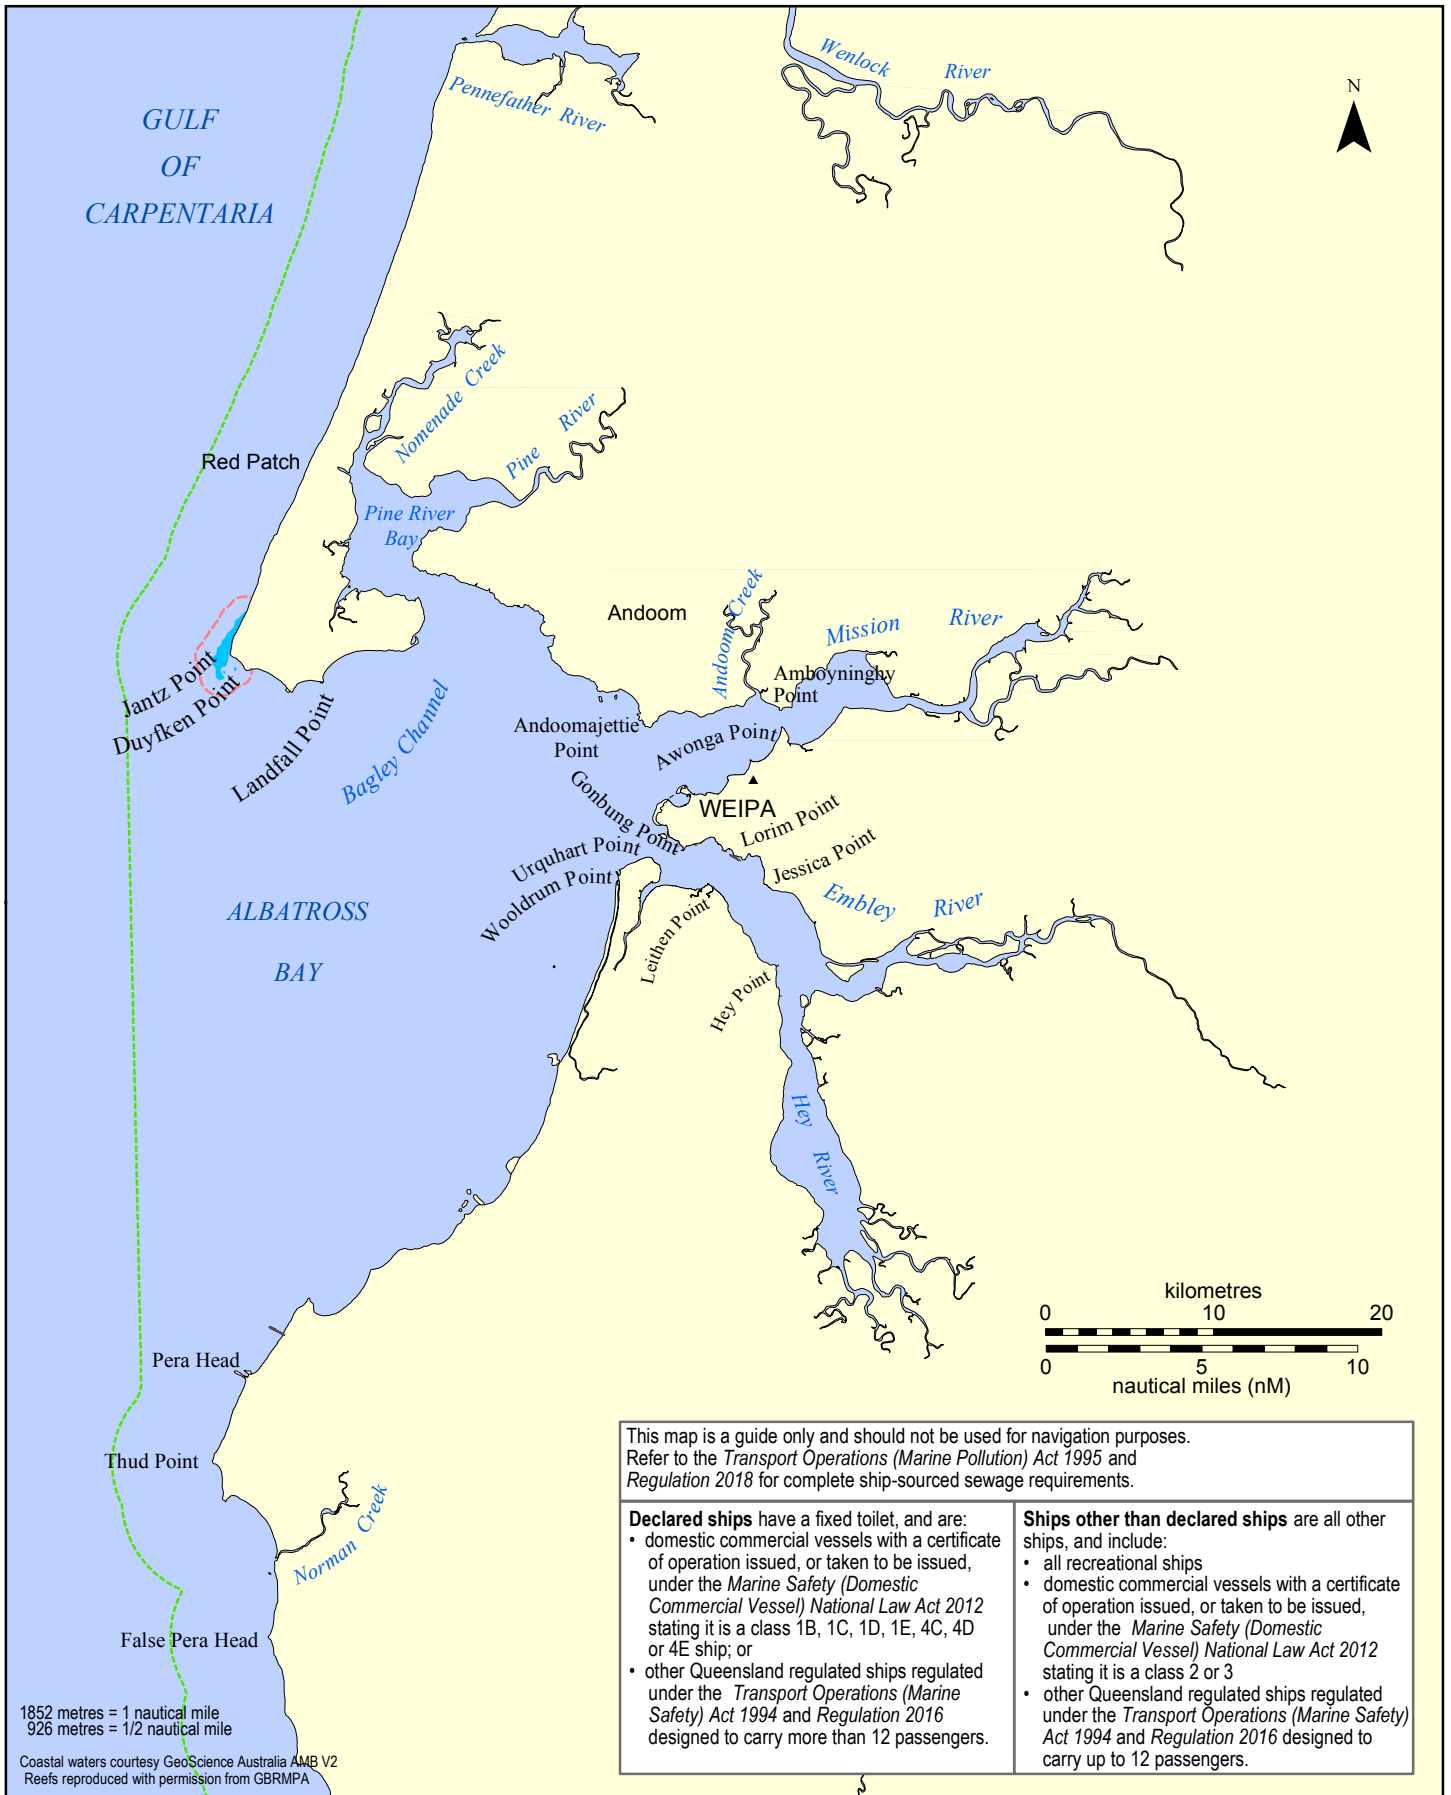 Wenlock River
Pennefather River
N
GULF
OF
CARPENTARIA
Nomenade Creek
Pine River
Red Patch
Pine River
Bay
Andoom
Andoom Creek
Mission River
Amboyninghy
Point
Jantz Point
Duyfken Point
Landfall Point
Bagley Channel
Andoomajettie
Point
Awonga Point
Gonbung Point
WEIPA
Lorim Point
Jessica Point
Urquhart Point
Wooldrum Point
Embley River
ALBATROSS
BAY
Leithen Point
Hey Point
Hey River
kilometres
0 10 20
0 5 10
nautical miles (nM)
Pera Head
Thud Point
Norman Creek
False Pera Head
This map is a guide only and should not be used for navigation purposes.
Refer to the Transport Operations (Marine Pollution) Act 1995 and
Regulation 2018 for complete ship-sourced sewage requirements.
Declared ships have a fixed toilet, and are:
• domestic commercial vessels with a certificate
of operation issued, or taken to be issued,
under the Marine Safety (Domestic
Commercial Vessel) National Law Act 2012
stating it is a class 1B, 1C, 1D, 1E, 4C, 4D
or 4E ship; or
• other Queensland regulated ships regulated
under the Transport Operations (Marine
Safety) Act 1994 and Regulation 2016
designed to carry more than 12 passengers.
Ships other than declared ships are all other
ships, and include:
• all recreational ships
• domestic commercial vessels with a certificate
of operation issued, or taken to be issued,
under the Marine Safety (Domestic
Commercial Vessel) National Law Act 2012
stating it is a class 2 or 3
• other Queensland regulated ships regulated
under the Transport Operations (Marine Safety)
Act 1994 and Regulation 2016 designed to
carry up to 12 passengers.
1852 metres = 1 nautical mile
926 metres = 1/2 nautical mile
Coastal waters courtesy GeoScience Australia AMB V2
Reefs reproduced with permission from GBRMPA